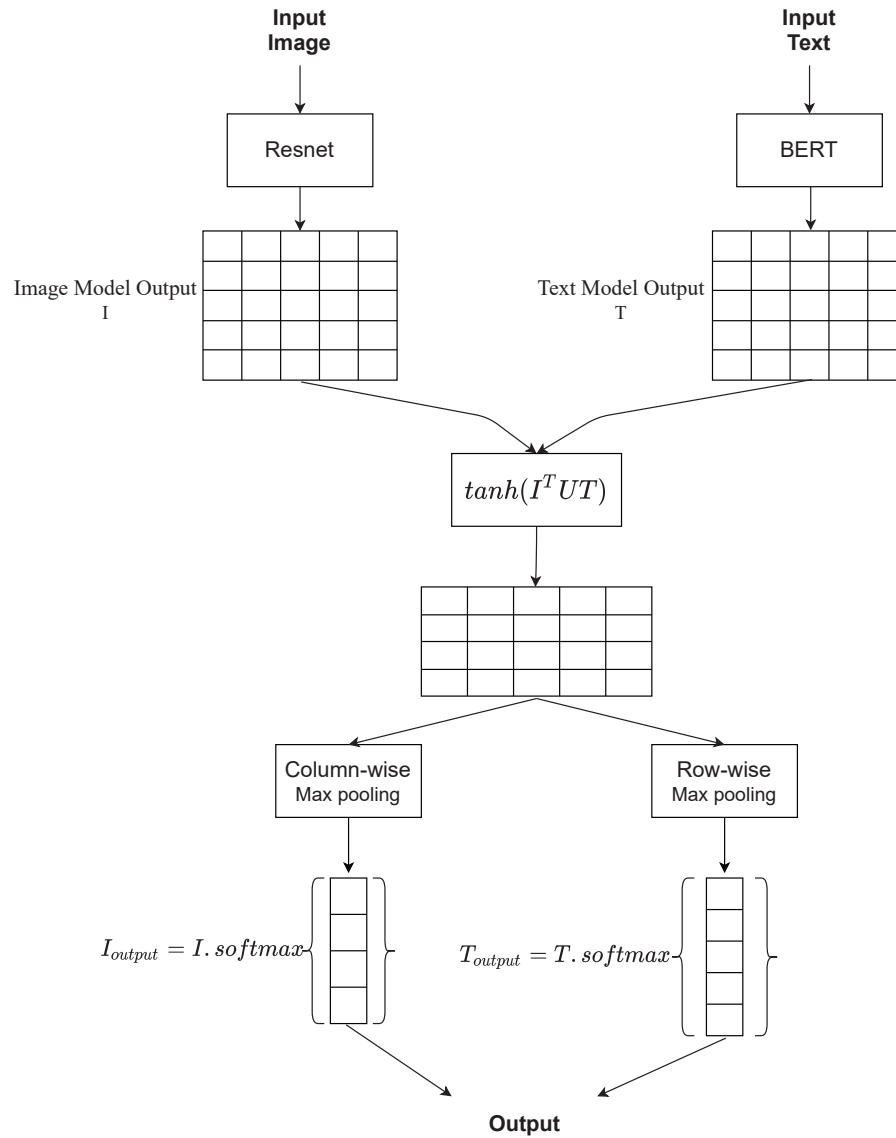 Input
Image
Input
Text
Resnet
BERT
Image Model Output
I
Text Model Output
T
tanh(I^T UT)
Column-wise
Max pooling
Row-wise
Max pooling
I_output = I.softmax
T_output = T.softmax
Output